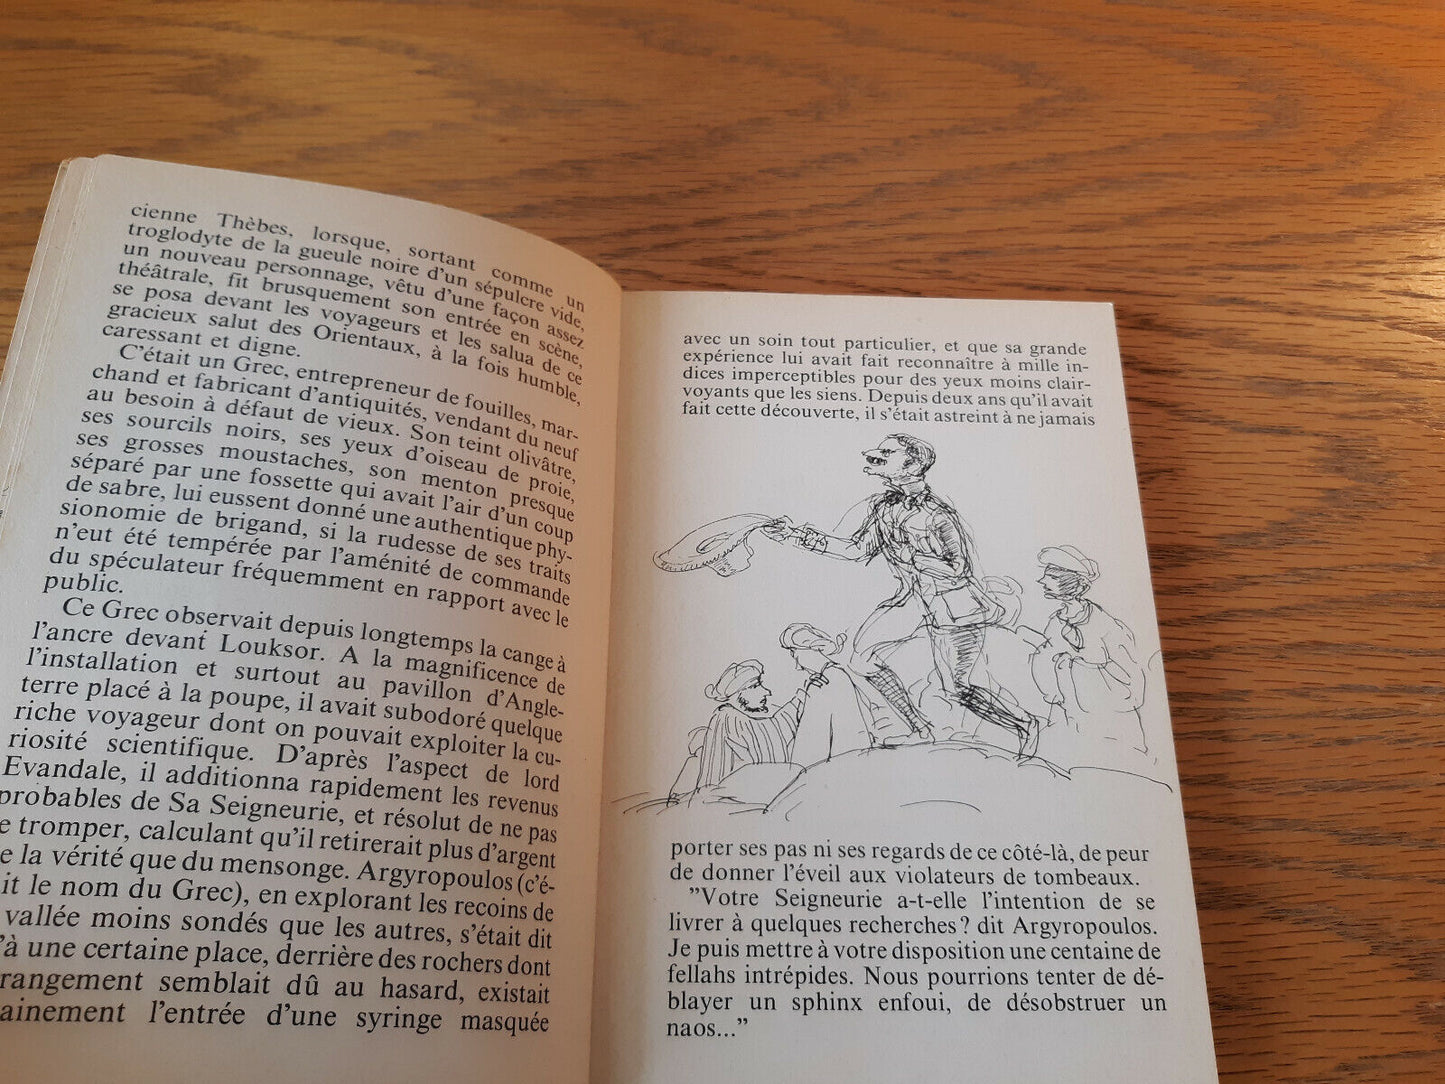 cienne Thèbes, lorsque, sortant comme un
troglodyte de la gueule noire d'un sépulcre vide,
un nouveau personnage, vêtu d'une façon assez
théâtrale, fit brusquement son entrée en scène,
se posa devant les voyageurs et les salua de ce
gracieux salut des Orientaux, à la fois humble,
caressant et digne.
C'était un Grec, entrepreneur de fouilles, mar-
chand et fabricant d'antiquités, vendant du neuf
au besoin à défaut de vieux. Son teint olivâtre,
ses sourcils noirs, ses yeux d'oiseau de proie,
ses grosses moustaches, son menton presque
séparé par une fossette qui avait l'air d'un coup
de sabre, lui eussent donné une authentique phy-
sionomie de brigand, si la rudesse de ses traits
n'eut été tempérée par l'aménité de commande
du spéculateur fréquemment en rapport avec le
public.
Ce Grec observait depuis longtemps la cange à
l'ancre devant Louksor. A la magnificence de
l'installation et surtout au pavillon d'Angle-
terre placé à la poupe, il avait subodoré quelque
riche voyageur dont on pouvait exploiter la cu-
riosité scientifique. D'après l'aspect de lord
Evandale, il additionna rapidement les revenus
probables de Sa Seigneurie, et résolut de ne pas
e tromper, calculant qu'il retirerait plus d'argent
e la vérité que du mensonge. Argyropoulos (c'é-
it le nom du Grec), en explorant les recoins de
vallée moins sondés que les autres, s'était dit
'à une certaine place, derrière des rochers dont
rangement semblait dû au hasard, existait
ainement l'entrée d'une syringe masquée
avec un soin tout particulier, et que sa grande
expérience lui avait fait reconnaître à mille in-
dices imperceptibles pour des yeux moins clair-
voyants que les siens. Depuis deux ans qu'il avait
fait cette découverte, il s'était astreint à ne jamais
porter ses pas ni ses regards de ce côté-là, de peur
de donner l'éveil aux violateurs de tombeaux.
"Votre Seigneurie a-t-elle l'intention de se
livrer à quelques recherches ? dit Argyropoulos.
Je puis mettre à votre disposition une centaine de
fellahs intrépides. Nous pourrions tenter de dé-
blayer un sphinx enfoui, de désobstruer un
naos..."